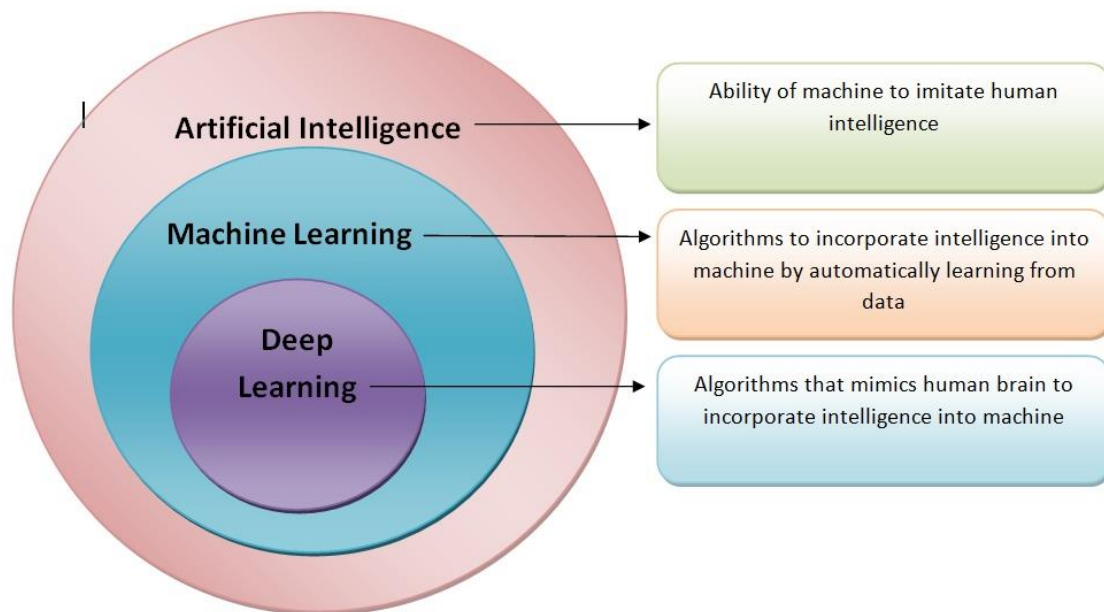 Artificial Intelligence
Machine Learning
Deep
Learning
Ability of machine to imitate human
intelligence
Algorithms to incorporate intelligence into
machine by automatically learning from
data
Algorithms that mimics human brain to
incorporate intelligence into machine